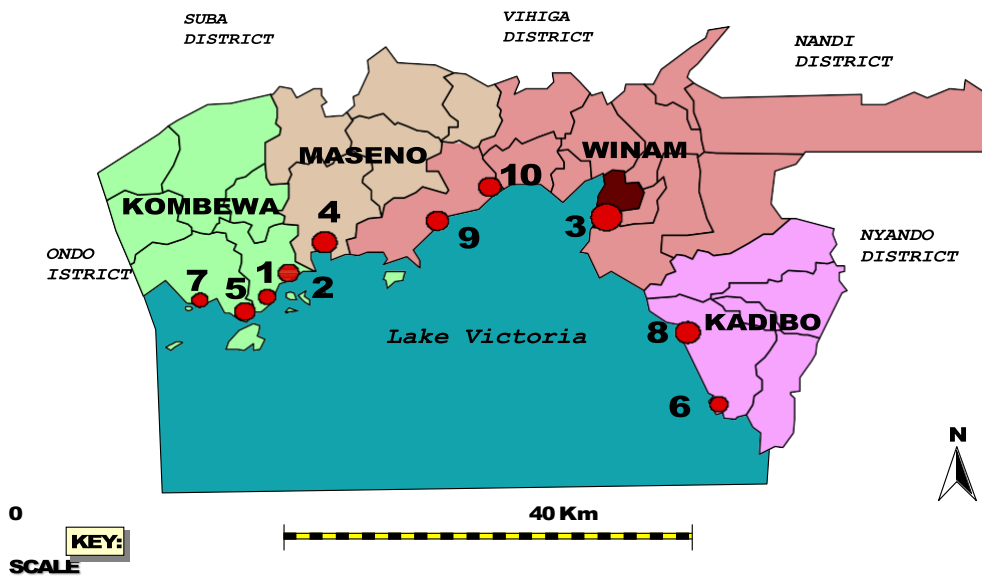 SUBA
DISTRICT
VIHIGA
DISTRICT
NANDI
DISTRICT
MASENO
WINAM
10
KOMBEWA
4
3
9
ONDO
ISTRICT
NYANDO
DISTRICT
7
5
1
2
Lake Victoria
8
KADIBO
6
N
0
40 Km
KEY:
SCALE